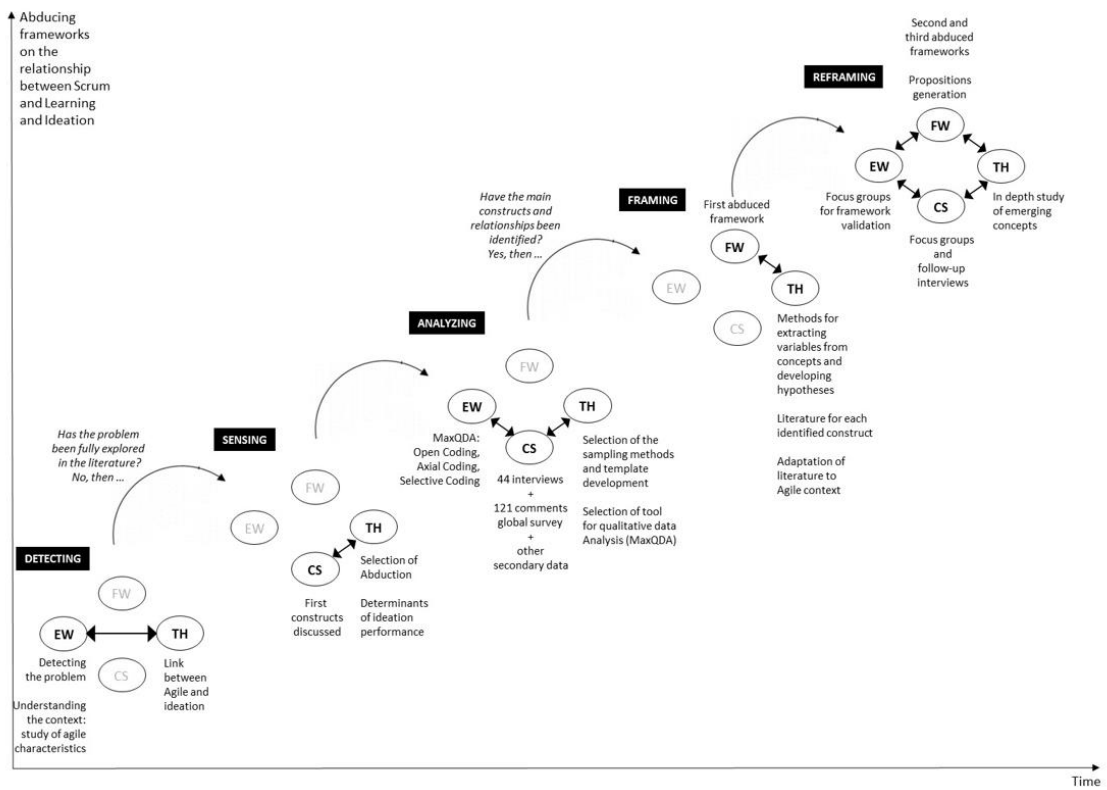 Abducing
frameworks
on the
relationship
between Scrum
and Learning
and Ideation
Second and
third abduced
frameworks
REFRAMING
Propositions
generation
FW
EW
TH
CS
Focus groups
for framework
validation
In depth study
of emerging
concepts
Focus groups
and
follow-up
interviews
Have the main
constructs and
relationships been
identified?
Yes, then ...
FRAMING
First abduced
framework
FW
EW
TH
CS
Methods for
extracting
variables from
concepts and
developing
hypotheses
Literature for each
identified construct
Adaptation of
literature to
Agile context
ANALYZING
FW
EW
TH
CS
MaxQDA:
Open Coding,
Axial Coding,
Selective Coding
44 interviews
+
121 comments
global survey
+
other
secondary data
Selection of the
sampling methods
and template
development
Selection of tool
for qualitative data
Analysis (MaxQDA)
Has the problem
been fully explored
in the literature?
No, then ...
SENSING
FW
EW
TH
CS
Selection of
Abduction
First
constructs
discussed
Determinants
of ideation
performance
DETECTING
FW
EW
TH
CS
Detecting
the problem
Link
between
Agile and
ideation
Understanding
the context:
study of agile
characteristics
Time